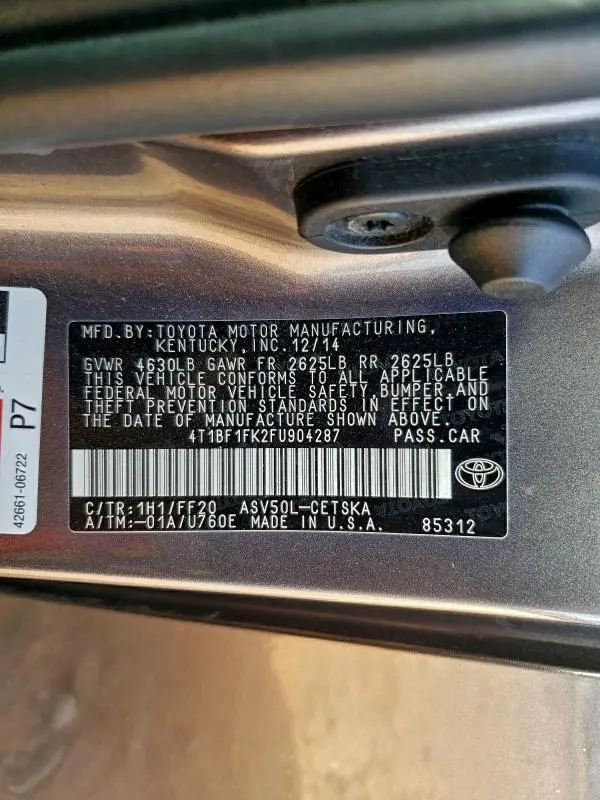 MFD.BY:TOYOTA MOTOR MANUFACTURING,
KENTUCKY,INC.12/14
GVWR 4630LB GAWR FR 2625LB RR 2625LB
THIS VEHICLE CONFORMS TO ALL APPLICABLE
FEDERAL MOTOR VEHICLE SAFETY,BUMPER,AND
THEFT PREVENTION STANDARDS IN EFFECT ON
THE DATE OF MANUFACTURE SHOWN ABOVE.
4T1BF1FK2FU904287 PASS.CAR
C/TR:1H1/FF20 ASV50L-CETSKA
A/TM:-01A/U760E MADE IN U.S.A. 85312
P7
42661-06722